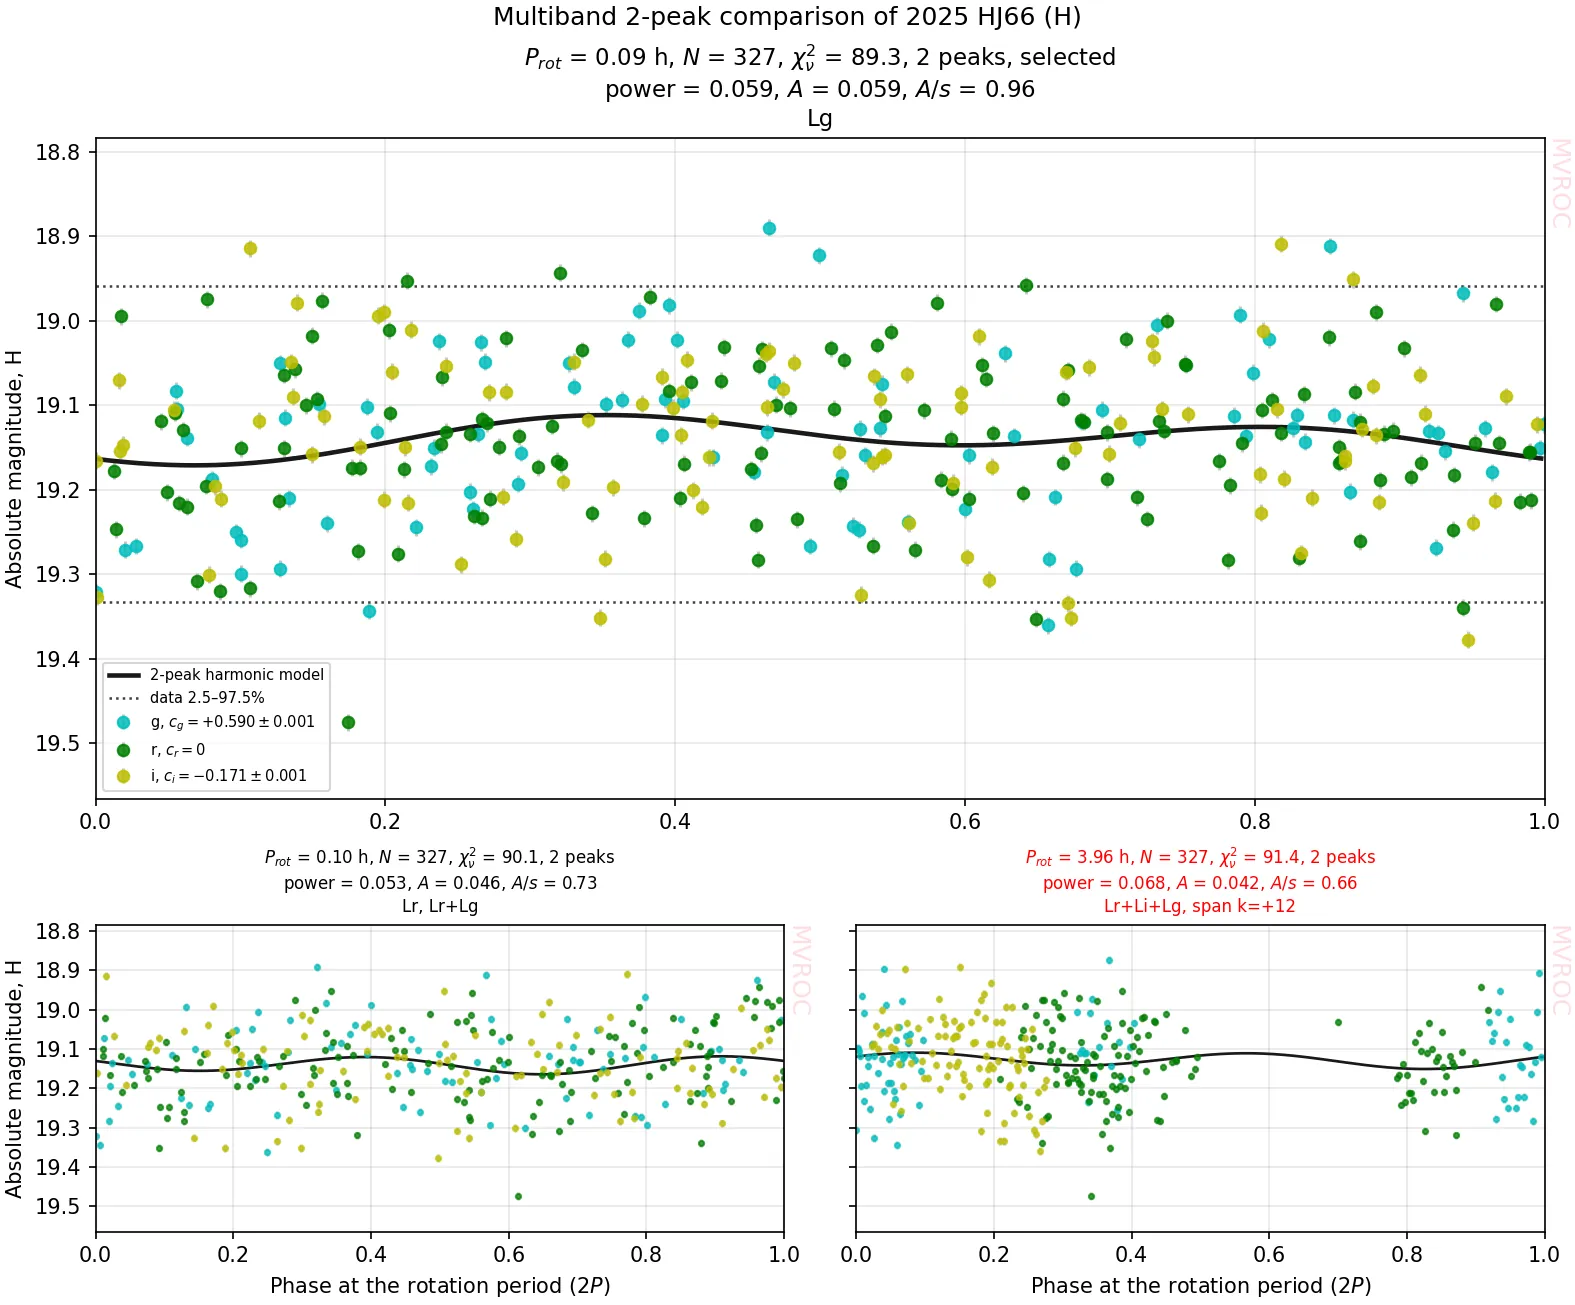 Multiband 2-peak comparison of 2025 HJ66 (H)
P_rot = 0.09 h, N = 327, χ²_ν = 89.3, 2 peaks, selected
power = 0.059, A = 0.059, A/s = 0.96
Lg
MVROC
Absolute magnitude, H
18.8
18.9
19.0
19.1
19.2
19.3
19.4
19.5
2-peak harmonic model
data 2.5–97.5%
g, c_g = +0.590 ± 0.001
r, c_r = 0
i, c_i = −0.171 ± 0.001
0.0 0.2 0.4 0.6 0.8 1.0
P_rot = 0.10 h, N = 327, χ²_ν = 90.1, 2 peaks
power = 0.053, A = 0.046, A/s = 0.73
Lr, Lr+Lg
MVROC
Absolute magnitude, H
18.8
18.9
19.0
19.1
19.2
19.3
19.4
19.5
0.0 0.2 0.4 0.6 0.8 1.0
Phase at the rotation period (2P)
P_rot = 3.96 h, N = 327, χ²_ν = 91.4, 2 peaks
power = 0.068, A = 0.042, A/s = 0.66
Lr+Li+Lg, span k=+12
MVROC
0.0 0.2 0.4 0.6 0.8 1.0
Phase at the rotation period (2P)